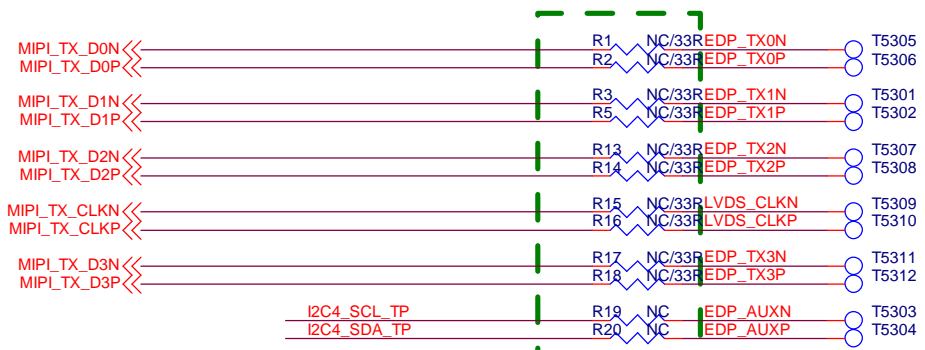 MIPI_TX_D0N R1 NC/33R EDP_TX0N T5305
MIPI_TX_D0P R2 NC/33R EDP_TX0P T5306
MIPI_TX_D1N R3 NC/33R EDP_TX1N T5301
MIPI_TX_D1P R5 NC/33R EDP_TX1P T5302
MIPI_TX_D2N R13 NC/33R EDP_TX2N T5307
MIPI_TX_D2P R14 NC/33R EDP_TX2P T5308
MIPI_TX_CLKN R15 NC/33R LVDS_CLKN T5309
MIPI_TX_CLKP R16 NC/33R LVDS_CLKP T5310
MIPI_TX_D3N R17 NC/33R EDP_TX3N T5311
MIPI_TX_D3P R18 NC/33R EDP_TX3P T5312
I2C4_SCL_TP R19 NC EDP_AUXN T5303
I2C4_SDA_TP R20 NC EDP_AUXP T5304